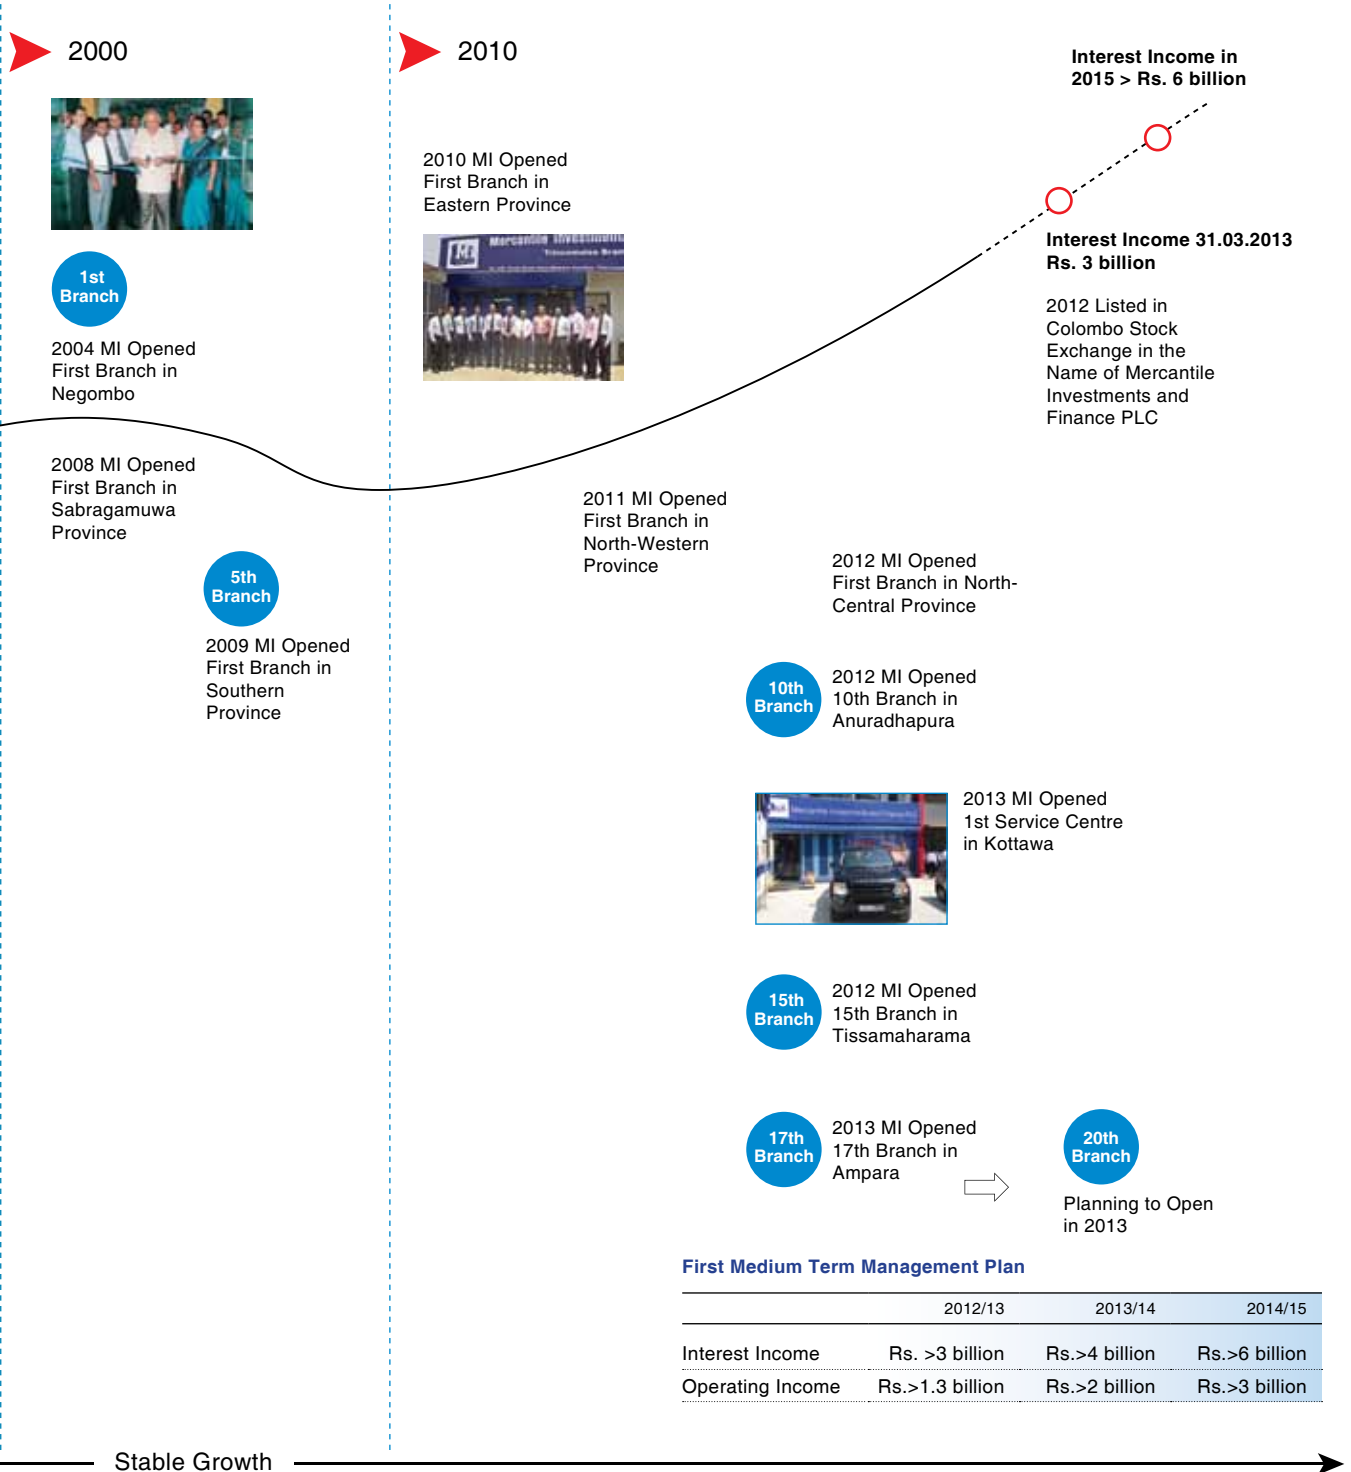 2000
1st
Branch
2004 MI Opened
First Branch in
Negombo
2008 MI Opened
First Branch in
Sabragamuwa
Province
5th
Branch
2009 MI Opened
First Branch in
Southern
Province
2010
2010 MI Opened
First Branch in
Eastern Province
MI
Mercantile Investments
2011 MI Opened
First Branch in
North-Western
Province
Interest Income in
2015 > Rs. 6 billion
Interest Income 31.03.2013
Rs. 3 billion
2012 Listed in
Colombo Stock
Exchange in the
Name of Mercantile
Investments and
Finance PLC
2012 MI Opened
First Branch in North-
Central Province
10th
Branch
2012 MI Opened
10th Branch in
Anuradhapura
2013 MI Opened
1st Service Centre
in Kottawa
15th
Branch
2012 MI Opened
15th Branch in
Tissamaharama
17th
Branch
2013 MI Opened
17th Branch in
Ampara
20th
Branch
Planning to Open
in 2013
First Medium Term Management Plan
2012/13 2013/14 2014/15
Interest Income Rs. >3 billion Rs.>4 billion Rs.>6 billion
Operating Income Rs.>1.3 billion Rs.>2 billion Rs.>3 billion
Stable Growth